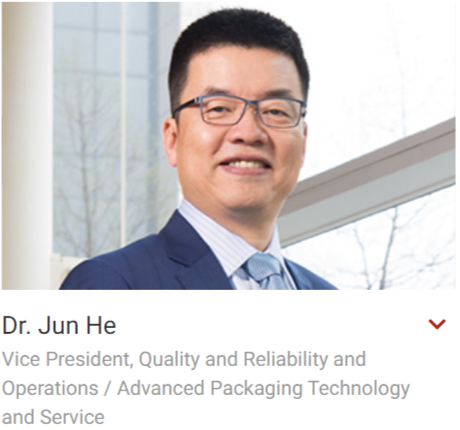 Dr. Jun He
Vice President, Quality and Reliability and
Operations / Advanced Packaging Technology
and Service